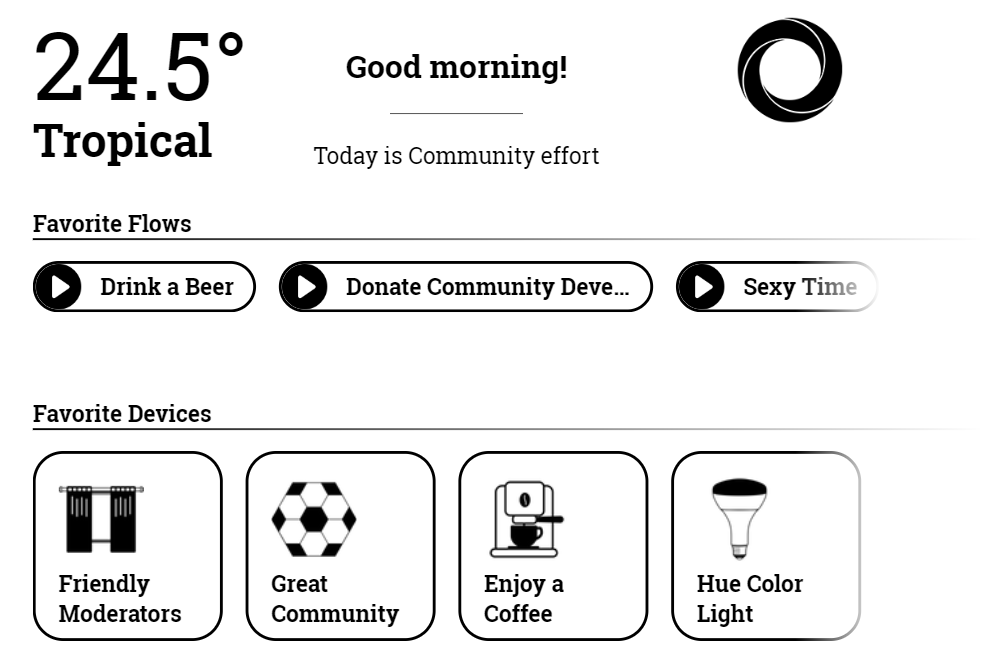 24.5°
Tropical
Good morning!
Today is Community effort
Favorite Flows
Drink a Beer
Donate Community Deve...
Sexy Time
Favorite Devices
Friendly
Moderators
Great
Community
Enjoy a
Coffee
Hue Color
Light